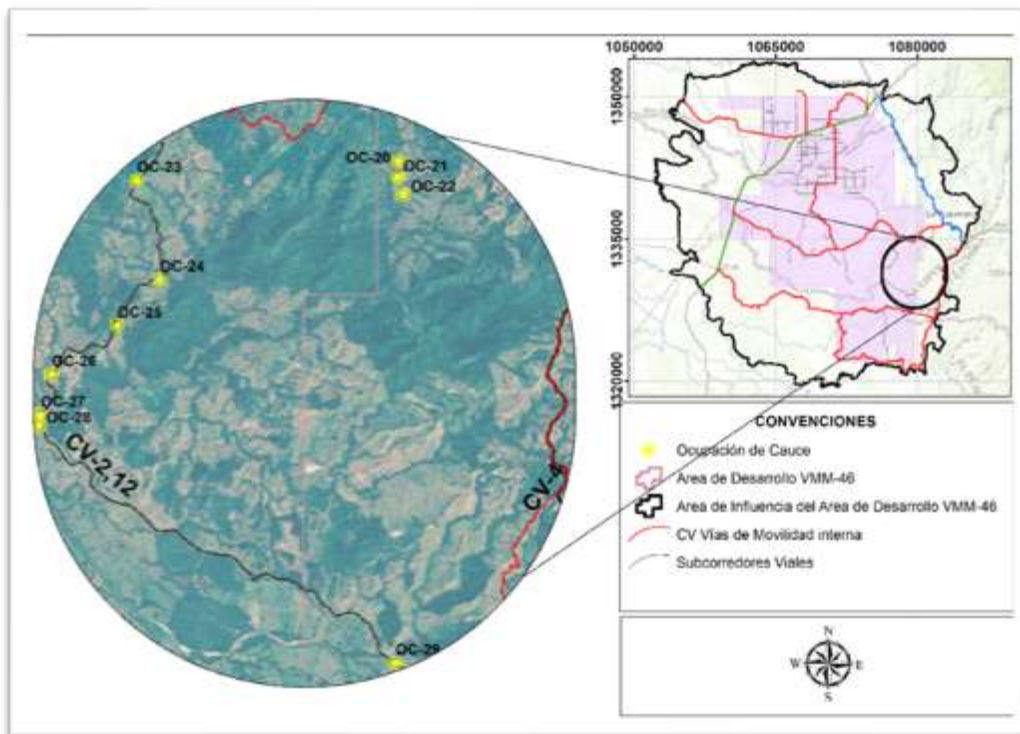 1050000
1065000
1080000
1350000
1335000
1320000
OC-20
OC-21
OC-22
OC-23
OC-24
OC-25
OC-26
OC-27
OC-28
CV-2,12
CV-4
OC-29
CONVENCIONES
Ocupación de Cauce
Area de Desarrollo VMM-46
Area de Influencia del Area de Desarrollo VMM-46
CV Vías de Movilidad interna
Subcorredores Viales
N
W
E
S